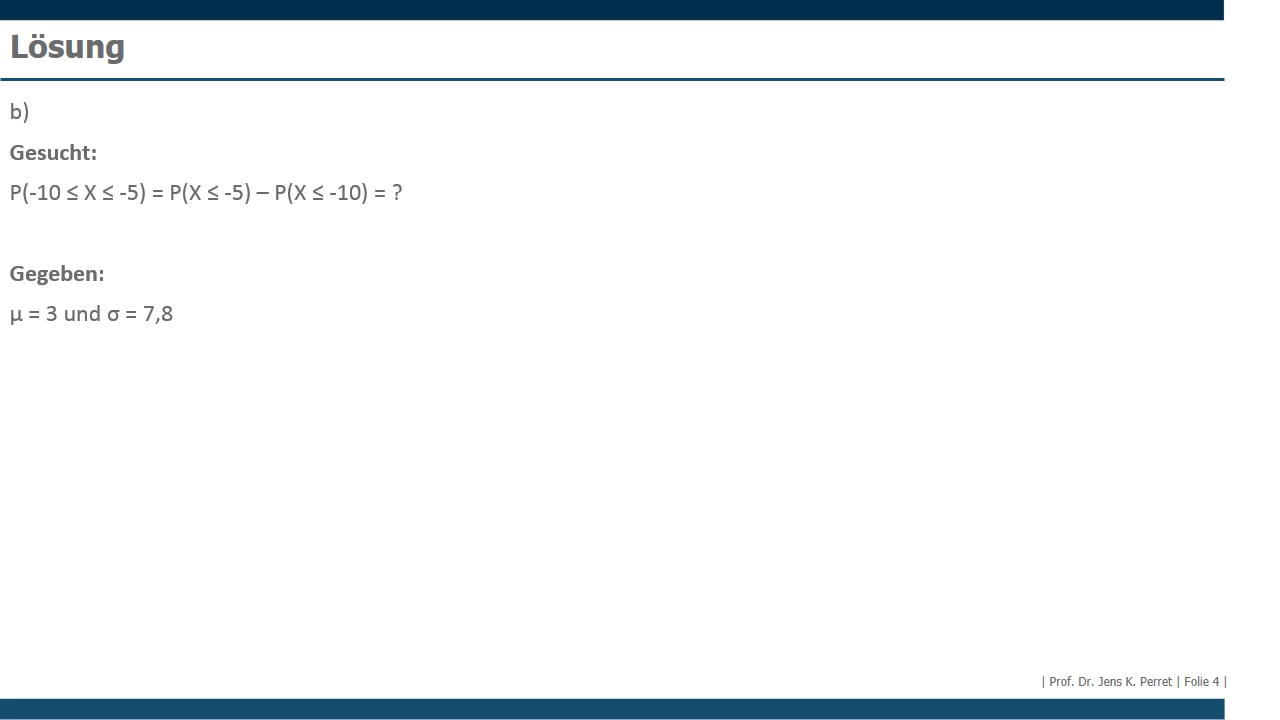 Lösung
b)
Gesucht:
P(-10 ≤ X ≤ -5) = P(X ≤ -5) – P(X ≤ -10) = ?
Gegeben:
μ = 3 und σ = 7,8
| Prof. Dr. Jens K. Perret | Folie 4 |